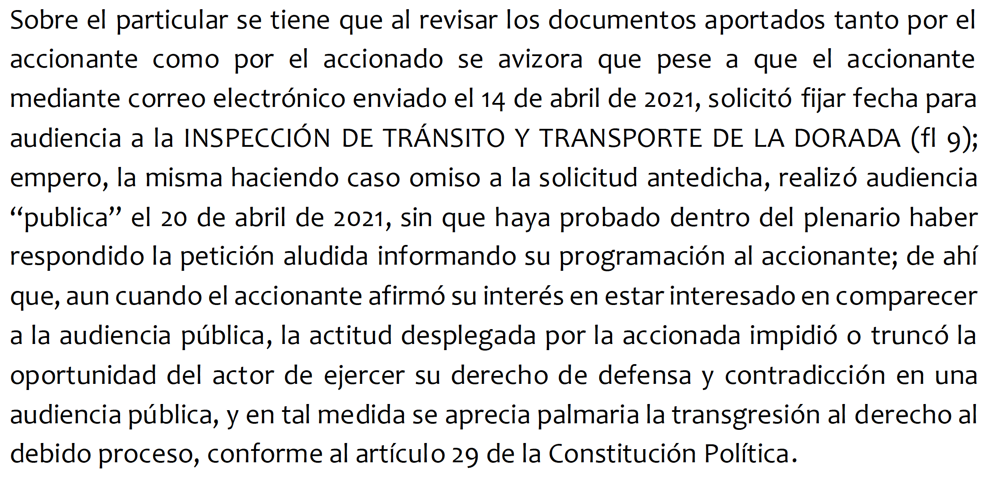 Sobre el particular se tiene que al revisar los documentos aportados tanto por el
accionante como por el accionado se avizora que pese a que el accionante
mediante correo electrónico enviado el 14 de abril de 2021, solicitó fijar fecha para
audiencia a la INSPECCIÓN DE TRÁNSITO Y TRANSPORTE DE LA DORADA (fl 9);
empero, la misma haciendo caso omiso a la solicitud antedicha, realizó audiencia
“publica” el 20 de abril de 2021, sin que haya probado dentro del plenario haber
respondido la petición aludida informando su programación al accionante; de ahí
que, aun cuando el accionante afirmó su interés en estar interesado en comparecer
a la audiencia pública, la actitud desplegada por la accionada impidió o truncó la
oportunidad del actor de ejercer su derecho de defensa y contradicción en una
audiencia pública, y en tal medida se aprecia palmaria la transgresión al derecho al
debido proceso, conforme al artículo 29 de la Constitución Política.